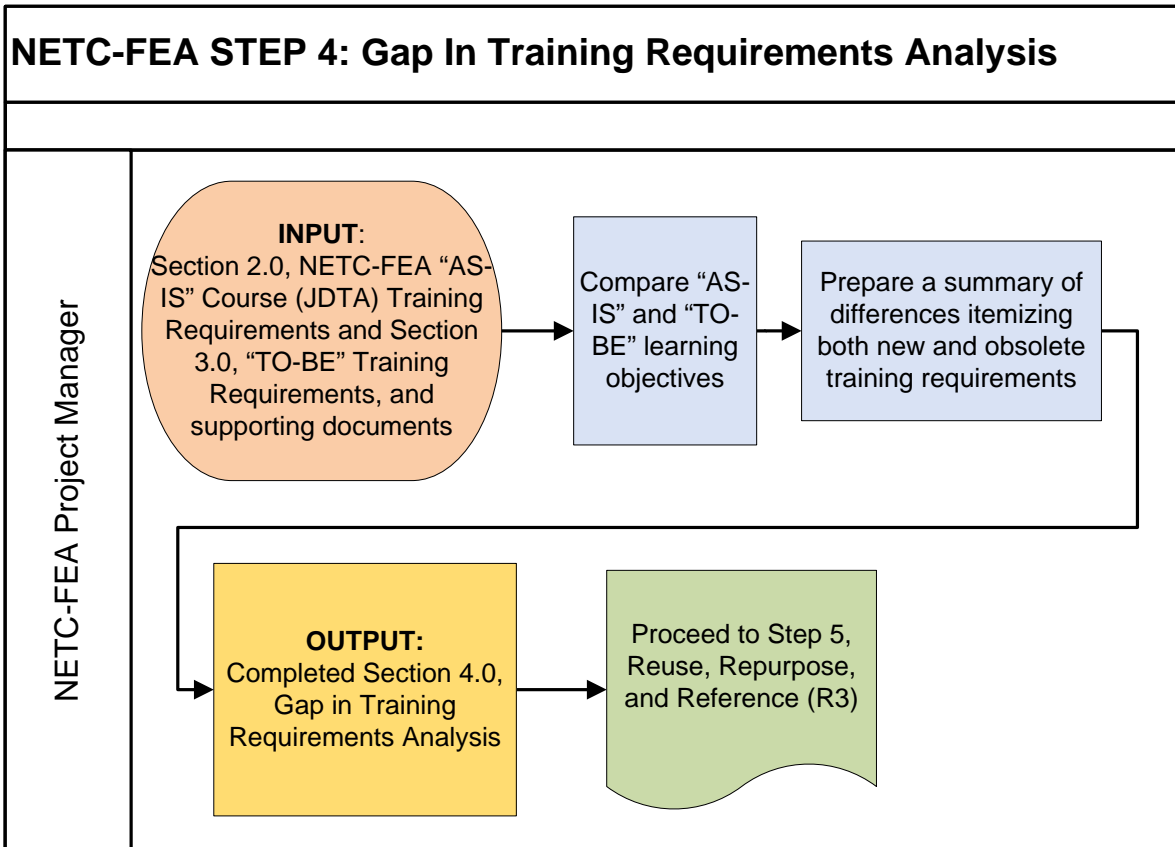 NETC-FEA STEP 4: Gap In Training Requirements Analysis
NETC-FEA Project Manager
INPUT:
Section 2.0, NETC-FEA “AS-
IS” Course (JDTA) Training
Requirements and Section
3.0, “TO-BE” Training
Requirements, and
supporting documents
Compare “AS-
IS” and “TO-
BE” learning
objectives
Prepare a summary of
differences itemizing
both new and obsolete
training requirements
OUTPUT:
Completed Section 4.0,
Gap in Training
Requirements Analysis
Proceed to Step 5,
Reuse, Repurpose,
and Reference (R3)